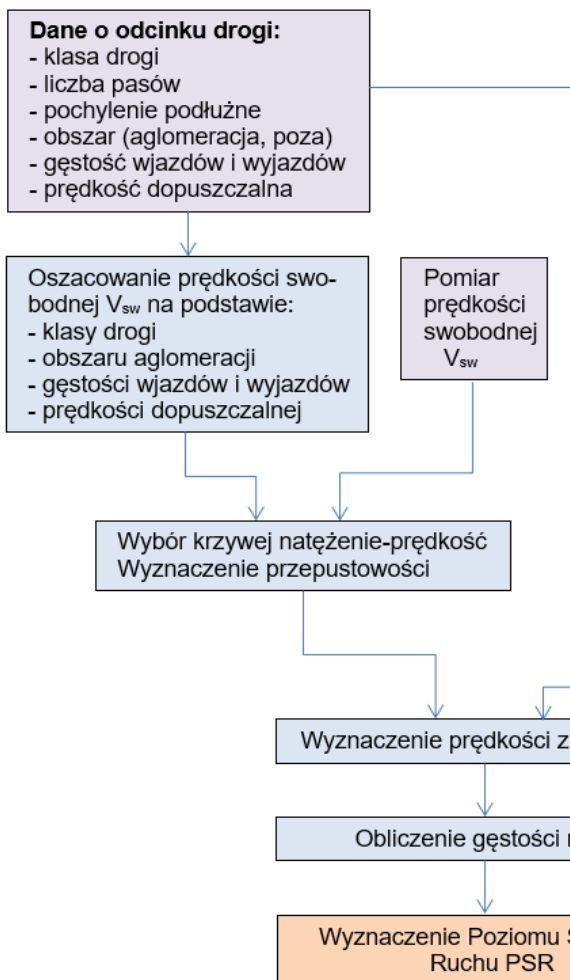 Dane o odcinku drogi:
- klasa drogi
- liczba pasów
- pochylenie podłużne
- obszar (aglomeracja, poza)
- gęstość wjazdów i wyjazdów
- prędkość dopuszczalna
Oszacowanie prędkości swo-
bodnej Vsw na podstawie:
- klasy drogi
- obszaru aglomeracji
- gęstości wjazdów i wyjazdów
- prędkości dopuszczalnej
Pomiar
prędkości
swobodnej
Vsw
Wybór krzywej natężenie-prędkość
Wyznaczenie przepustowości
Wyznaczenie prędkości z
Obliczenie gęstości
Wyznaczenie Poziomu
Ruchu PSR